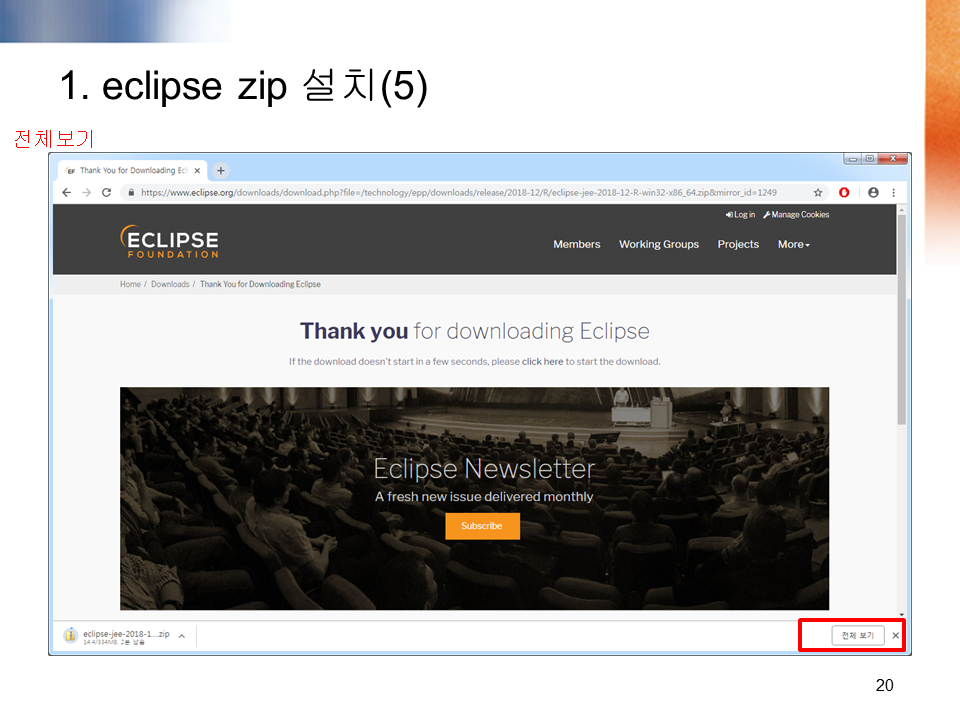 1. eclipse zip 설치(5)
전체보기
Thank You for Downloading Ecl
https://www.eclipse.org/downloads/download.php?file=/technology/epp/downloads/release/2018-12/R/eclipse-jee-2018-12-R-win32-x86_64.zip&mirror_id=1249
Log in Manage Cookies
ECLIPSE
FOUNDATION
Members Working Groups Projects More
Home / Downloads / Thank You for Downloading Eclipse
Thank you for downloading Eclipse
If the download doesn't start in a few seconds, please click here to start the download.
Eclipse Newsletter
A fresh new issue delivered monthly
Subscribe
eclipse-jee-2018-1....zip
14.4/334MB, 2분 남음
전체 보기
20